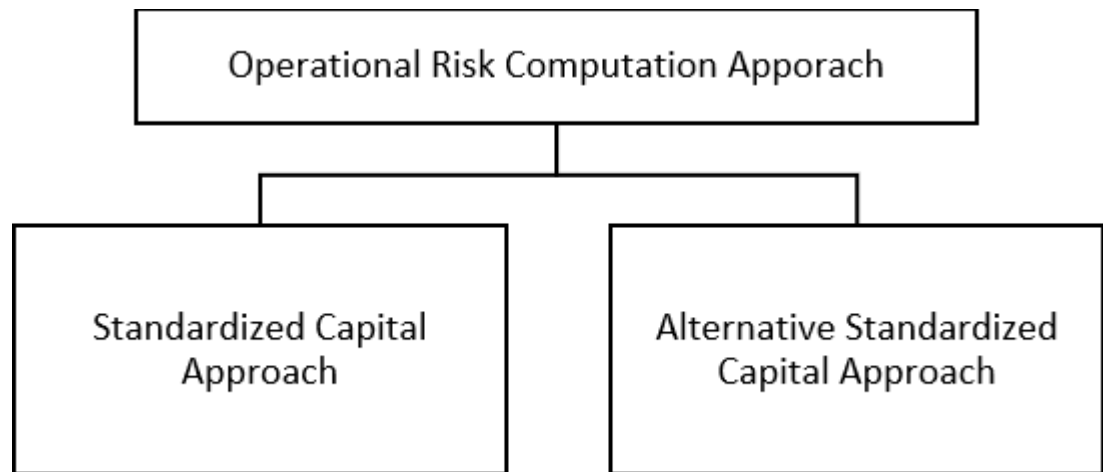 Operational Risk Computation Apporach
Standardized Capital
Approach
Alternative Standardized
Capital Approach